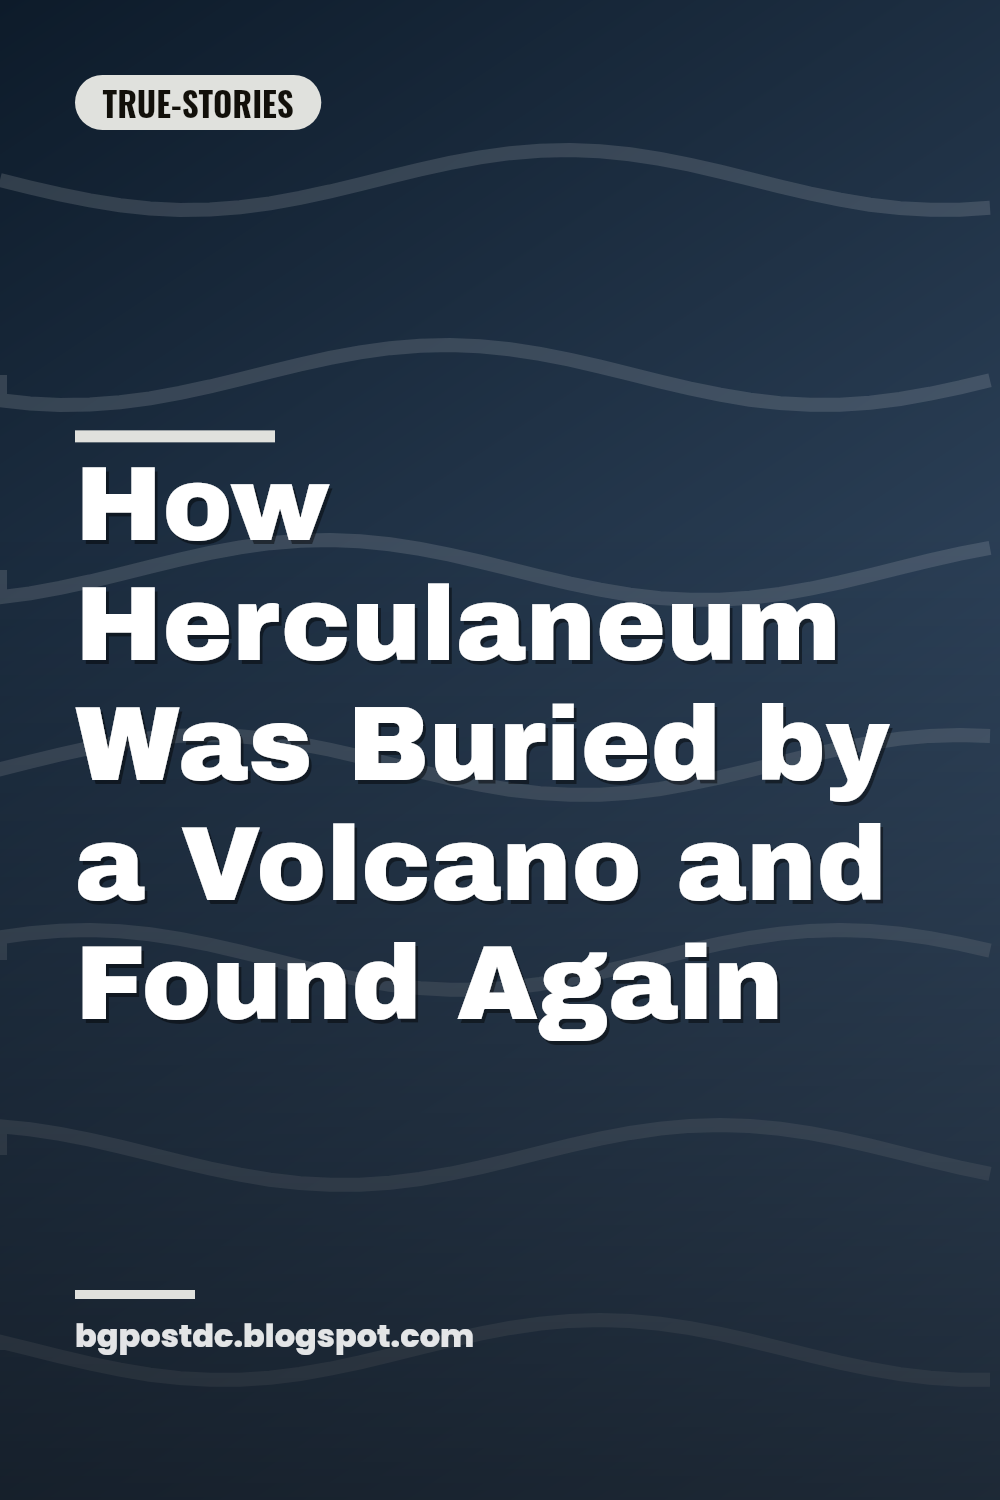 TRUE-STORIES
How
Herculaneum
Was Buried by
a Volcano and
Found Again
bgpostdc.blogspot.com